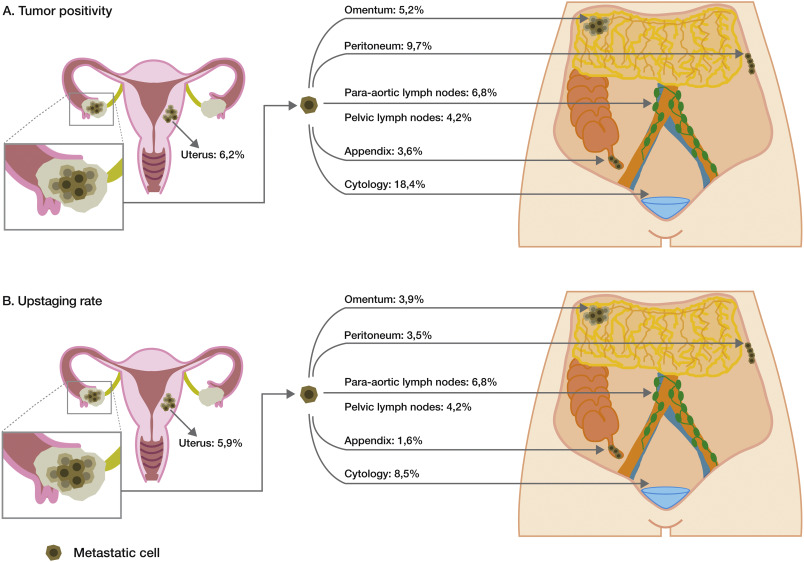 A. Tumor positivity
Omentum: 5,2%
Peritoneum: 9,7%
Para-aortic lymph nodes: 6,8%
Pelvic lymph nodes: 4,2%
Uterus: 6,2%
Appendix: 3,6%
Cytology: 18,4%
B. Upstaging rate
Omentum: 3,9%
Peritoneum: 3,5%
Para-aortic lymph nodes: 6,8%
Pelvic lymph nodes: 4,2%
Uterus: 5,9%
Appendix: 1,6%
Cytology: 8,5%
Metastatic cell